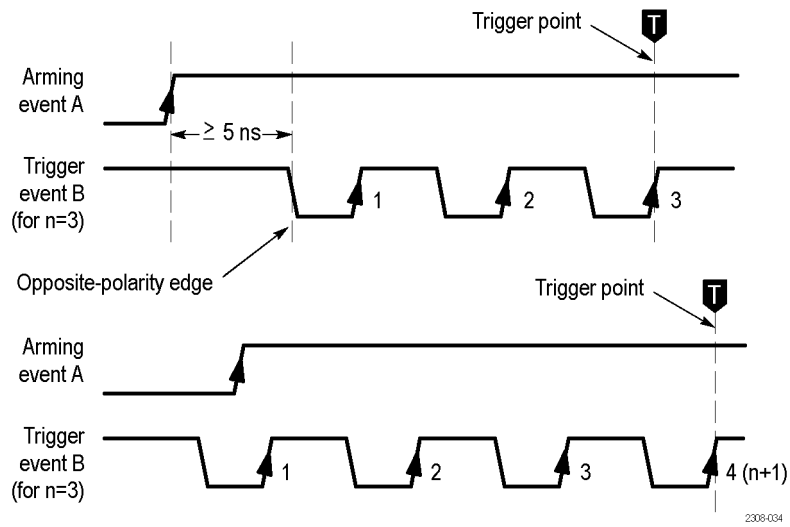 Trigger point
T
Arming
event A
≥ 5 ns
Trigger
event B
(for n=3)
1
2
3
Opposite-polarity edge
Trigger point
T
Arming
event A
Trigger
event B
(for n=3)
1
2
3
4 (n+1)
2308-034